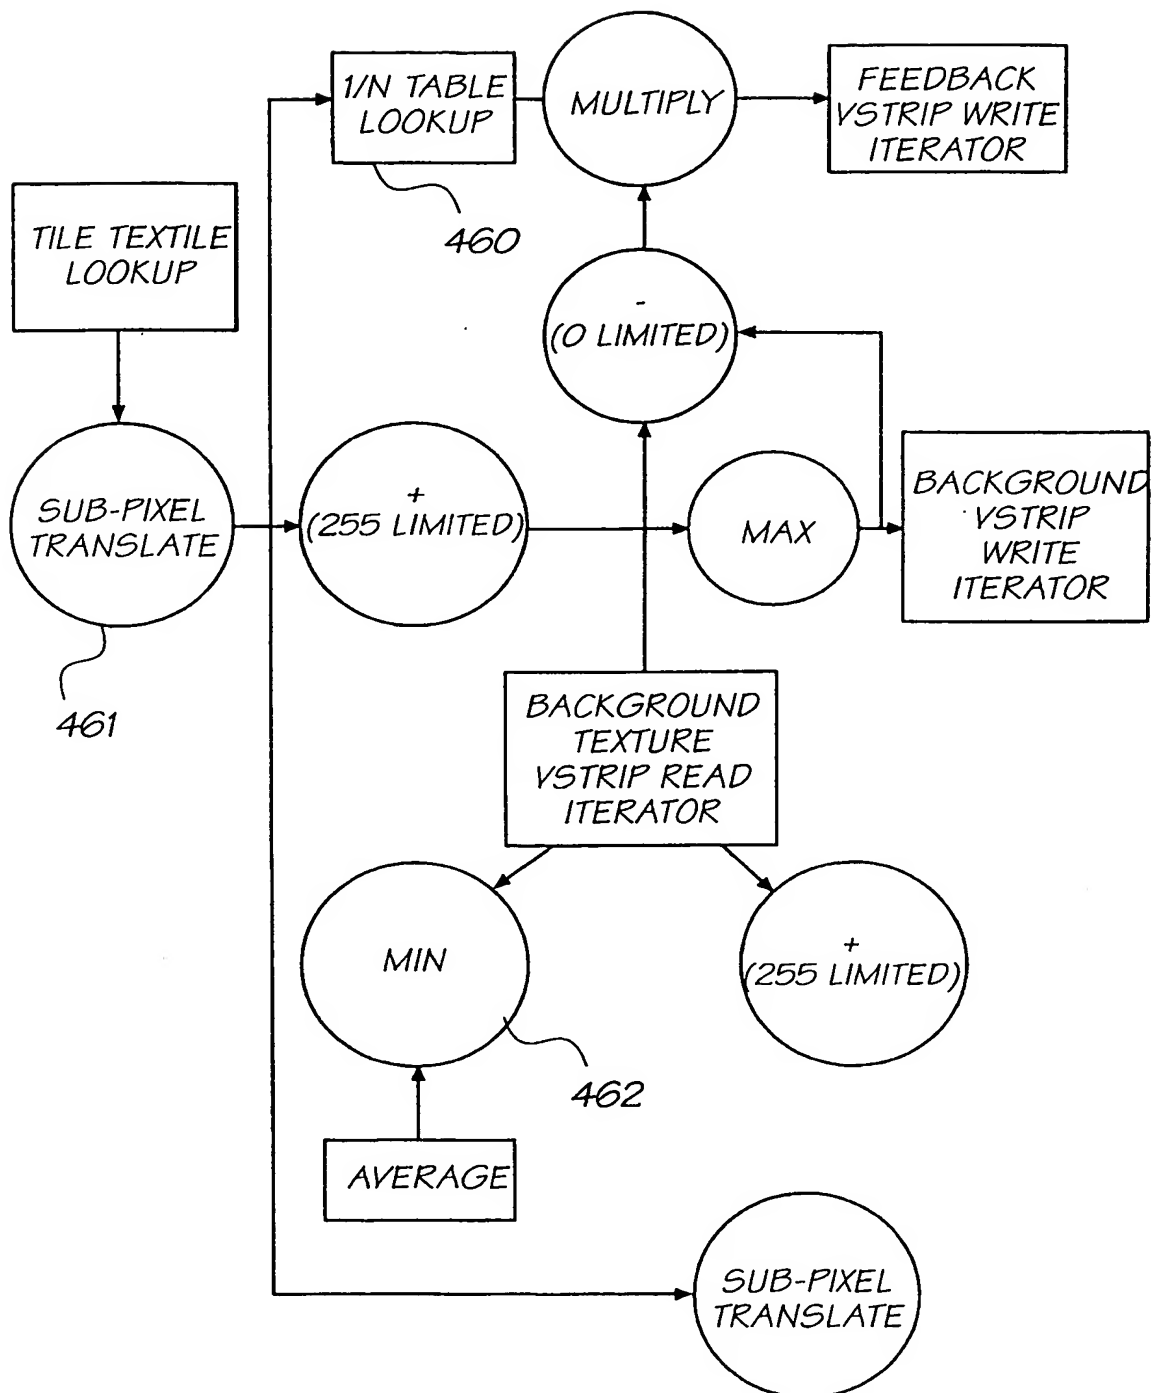 1/N TABLE
LOOKUP
MULTIPLY
FEEDBACK
VSTRIP WRITE
ITERATOR
460
TILE TEXTILE
LOOKUP
-
(0 LIMITED)
SUB-PIXEL
TRANSLATE
+
(255 LIMITED)
MAX
BACKGROUND
VSTRIP
WRITE
ITERATOR
461
BACKGROUND
TEXTURE
VSTRIP READ
ITERATOR
MIN
+
(255 LIMITED)
462
AVERAGE
SUB-PIXEL
TRANSLATE